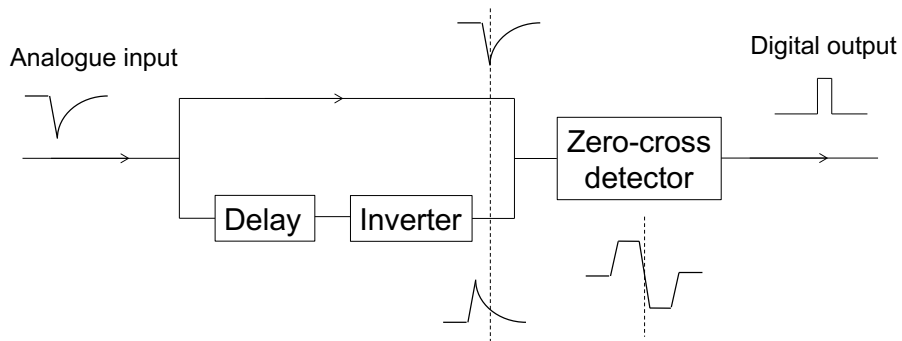 Analogue input
Digital output
Zero-cross
detector
Delay
Inverter